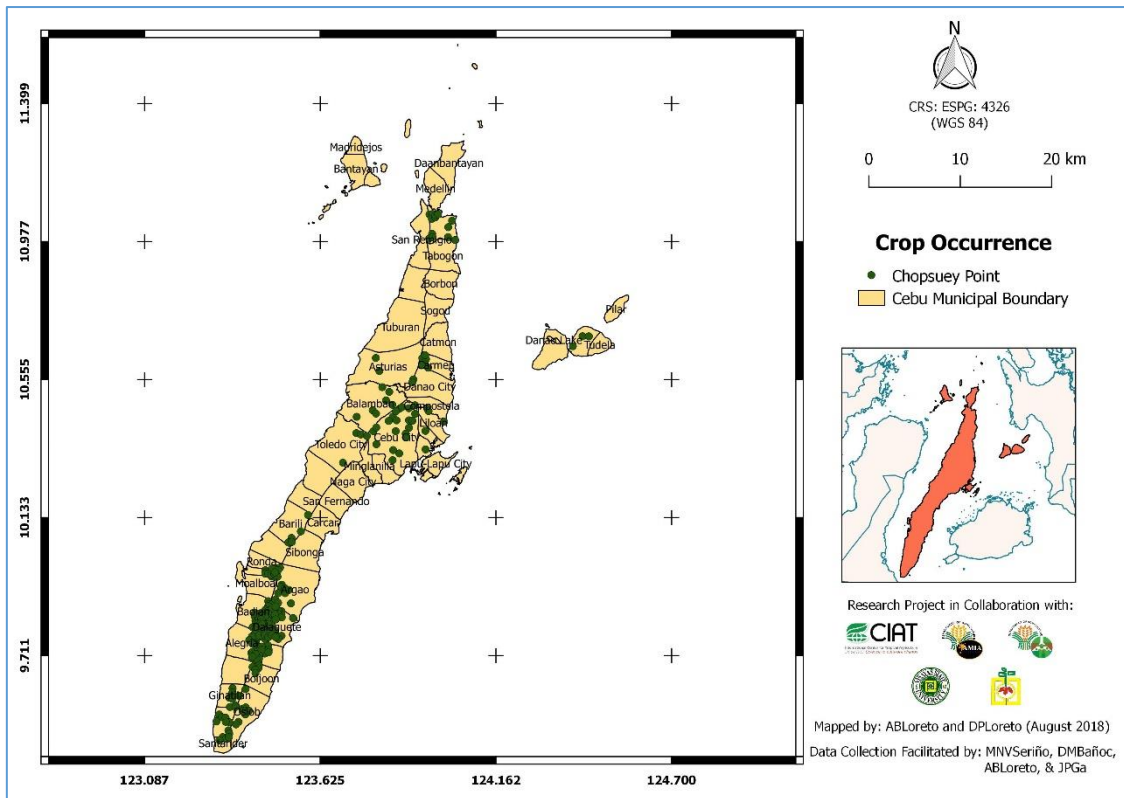 N
CRS: ESPG: 4326
(WGS 84)
0 10 20 km
Crop Occurrence
Chopsuey Point
Cebu Municipal Boundary
Research Project in Collaboration with:
CIAT
AMIA
Mapped by: ABLoreto and DPLoreto (August 2018)
Data Collection Facilitated by: MNVSeriño, DMBañoc,
ABLoreto, & JPGa
11.399
10.977
10.555
10.133
9.711
123.087 123.625 124.162 124.700
Madridejos
Bantayan
Daanbantayan
Medellin
San Remigio
Tabogon
Borbon
Sogod
Tuburan
Catmon
Asturias
Carmen
Danao City
Balamban
Compostela
Liloan
Cebu City
Toledo City
Minglanilla
Lapu-Lapu City
Naga City
San Fernando
Barili
Carcar
Sibonga
Ronda
Moalboal
Argao
Badian
Dalaguete
Alegria
Boljoon
Ginatilan
Oslob
Santander
Pilar
Danao
Tudela